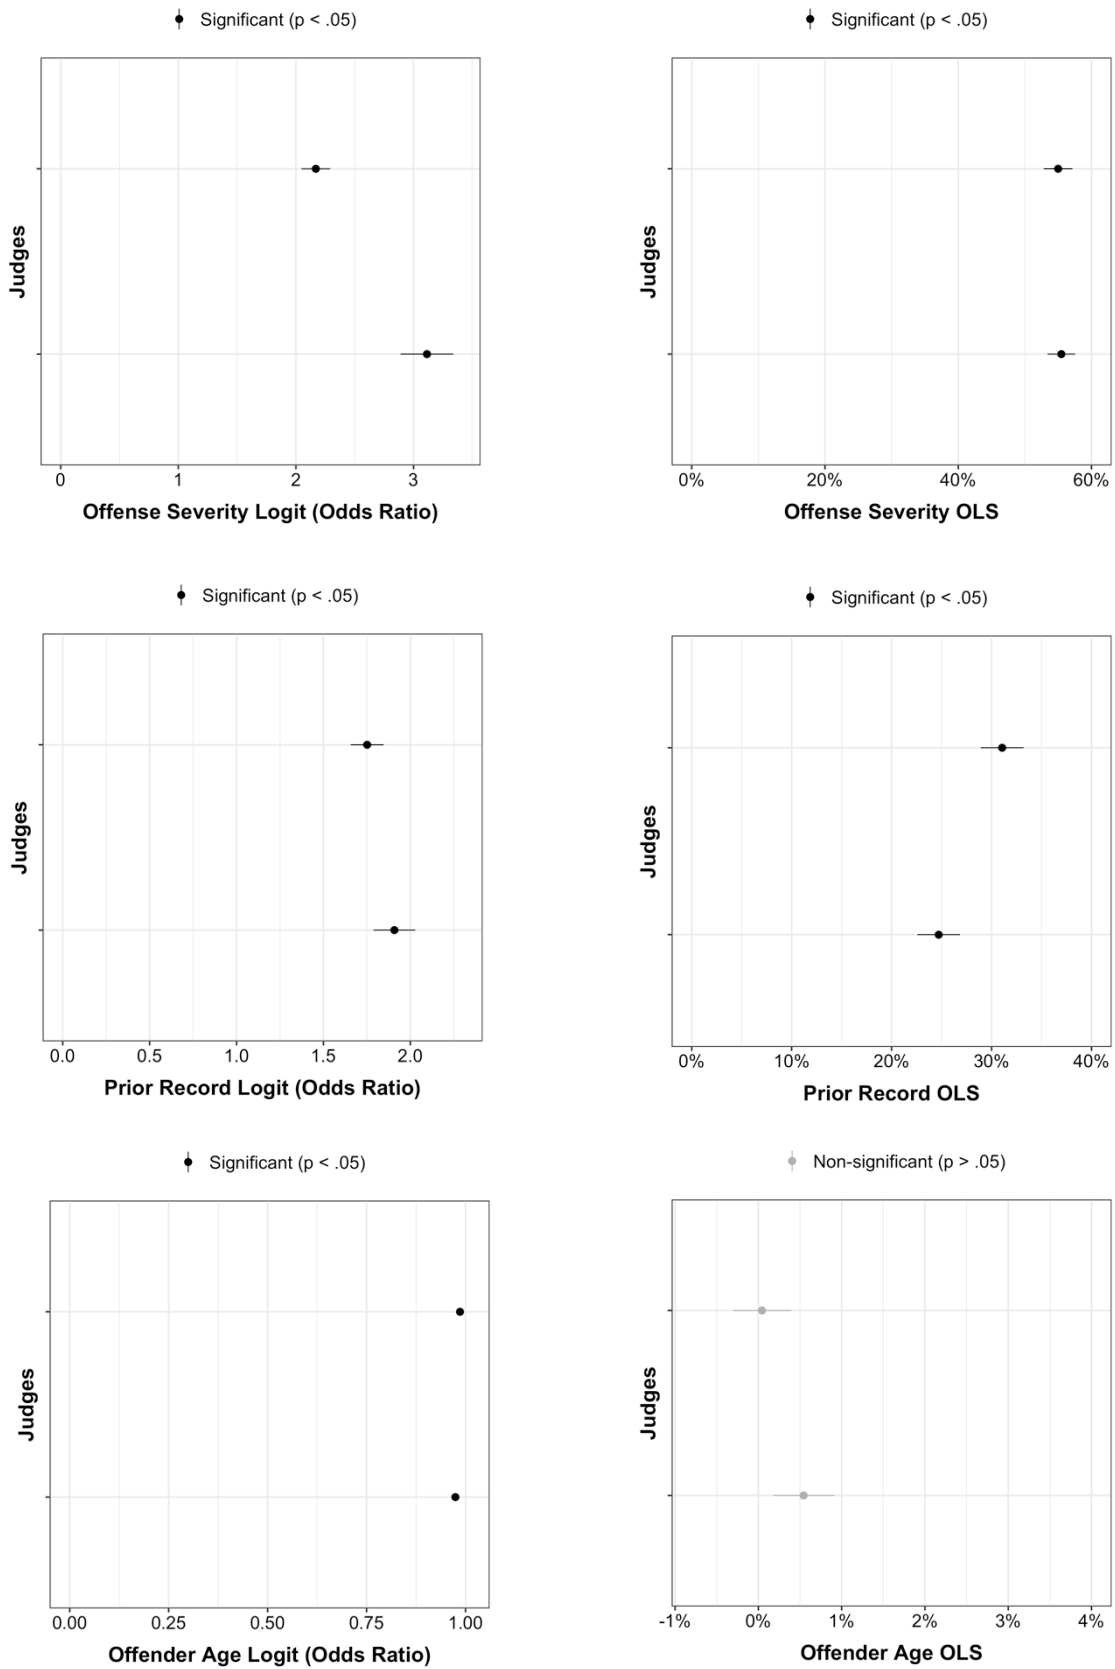 Significant (p < .05)
Judges
0 1 2 3
Offense Severity Logit (Odds Ratio)
Significant (p < .05)
Judges
0% 20% 40% 60%
Offense Severity OLS
Significant (p < .05)
Judges
0.0 0.5 1.0 1.5 2.0
Prior Record Logit (Odds Ratio)
Significant (p < .05)
Judges
0% 10% 20% 30% 40%
Prior Record OLS
Significant (p < .05)
Judges
0.00 0.25 0.50 0.75 1.00
Offender Age Logit (Odds Ratio)
Non-significant (p > .05)
Judges
-1% 0% 1% 2% 3% 4%
Offender Age OLS